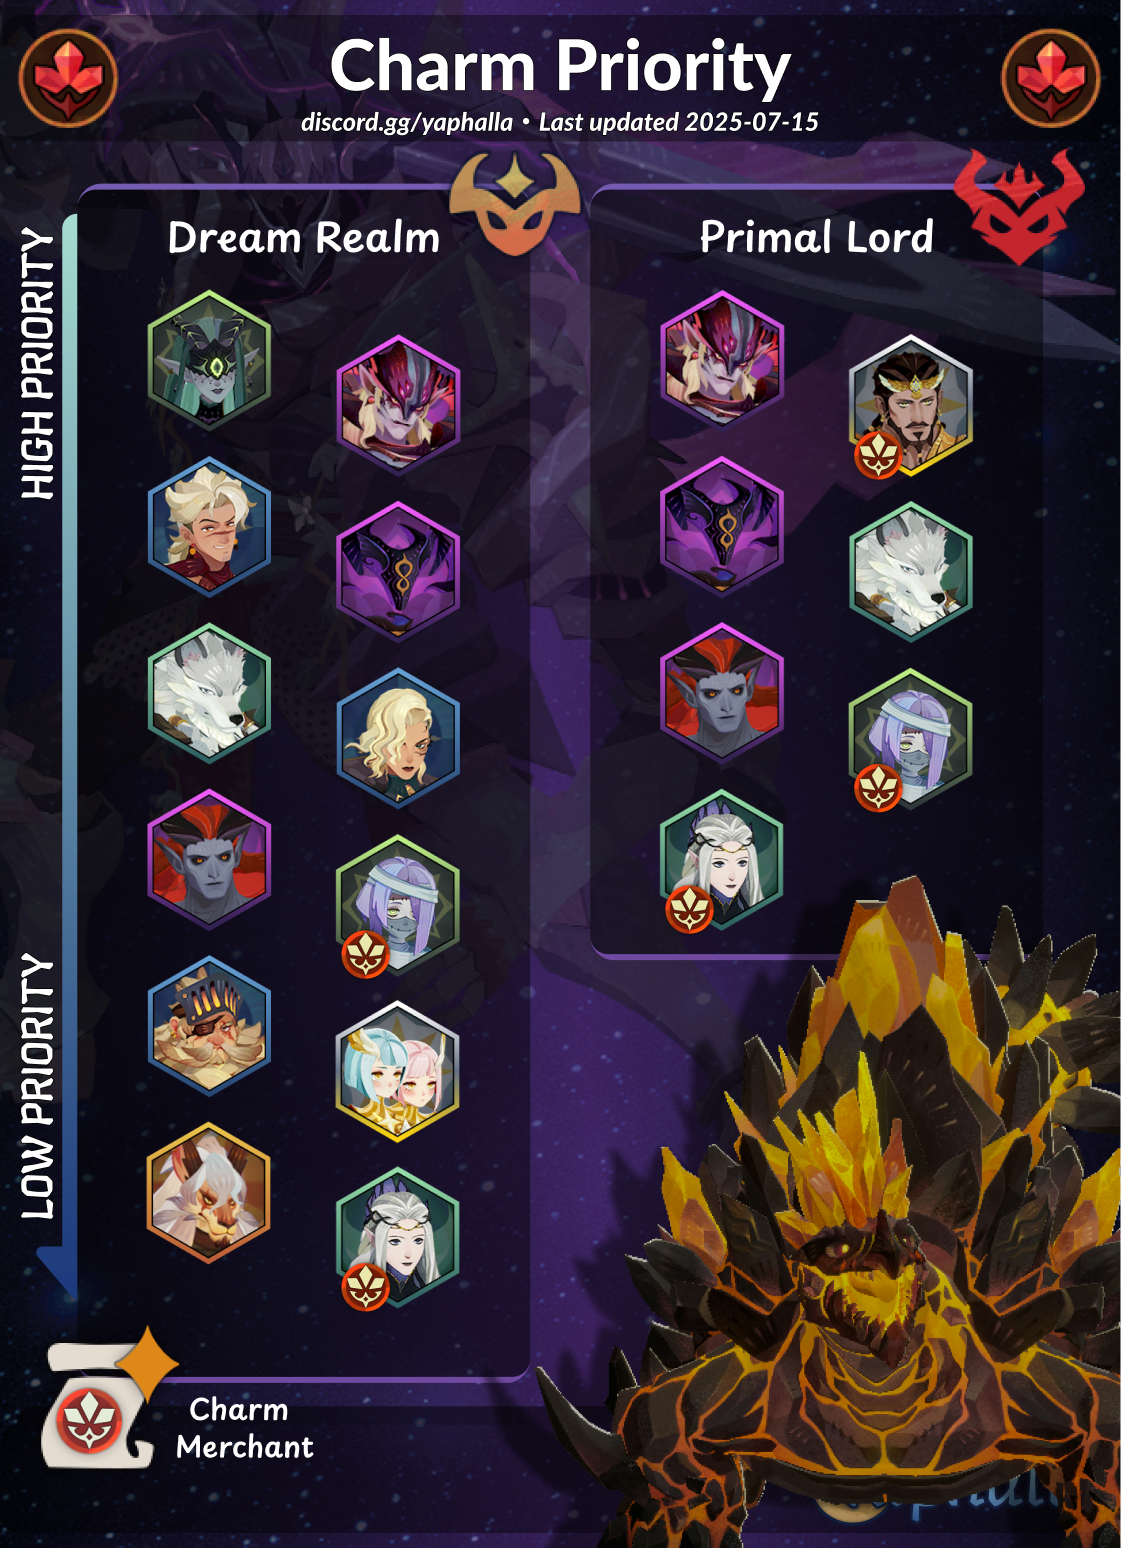 Charm Priority
discord.gg/yaphalla • Last updated 2025-07-15
Dream Realm
Primal Lord
HIGH PRIORITY
LOW PRIORITY
Charm
Merchant